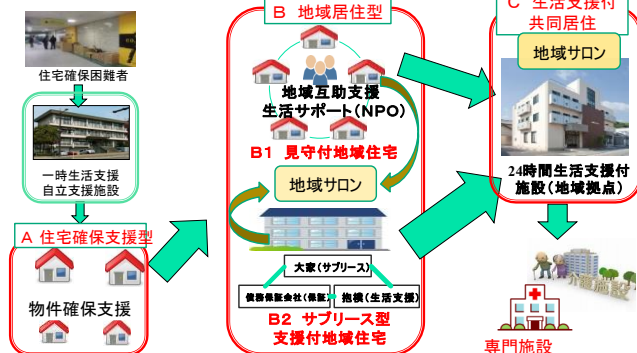 住宅確保困難者
一時生活支援
自立支援施設
A 住宅確保支援型
物件確保支援
B 地域居住型
地域互助支援
生活サポート(NPO)
B1 見守付地域住宅
地域サロン
大家(サブリース)
債務保証会社(保証)
抱樸(生活支援)
B2 サブリース型
支援付地域住宅
C 生活支援付
共同居住
地域サロン
24時間生活支援付
施設(地域拠点)
介護施設
専門施設